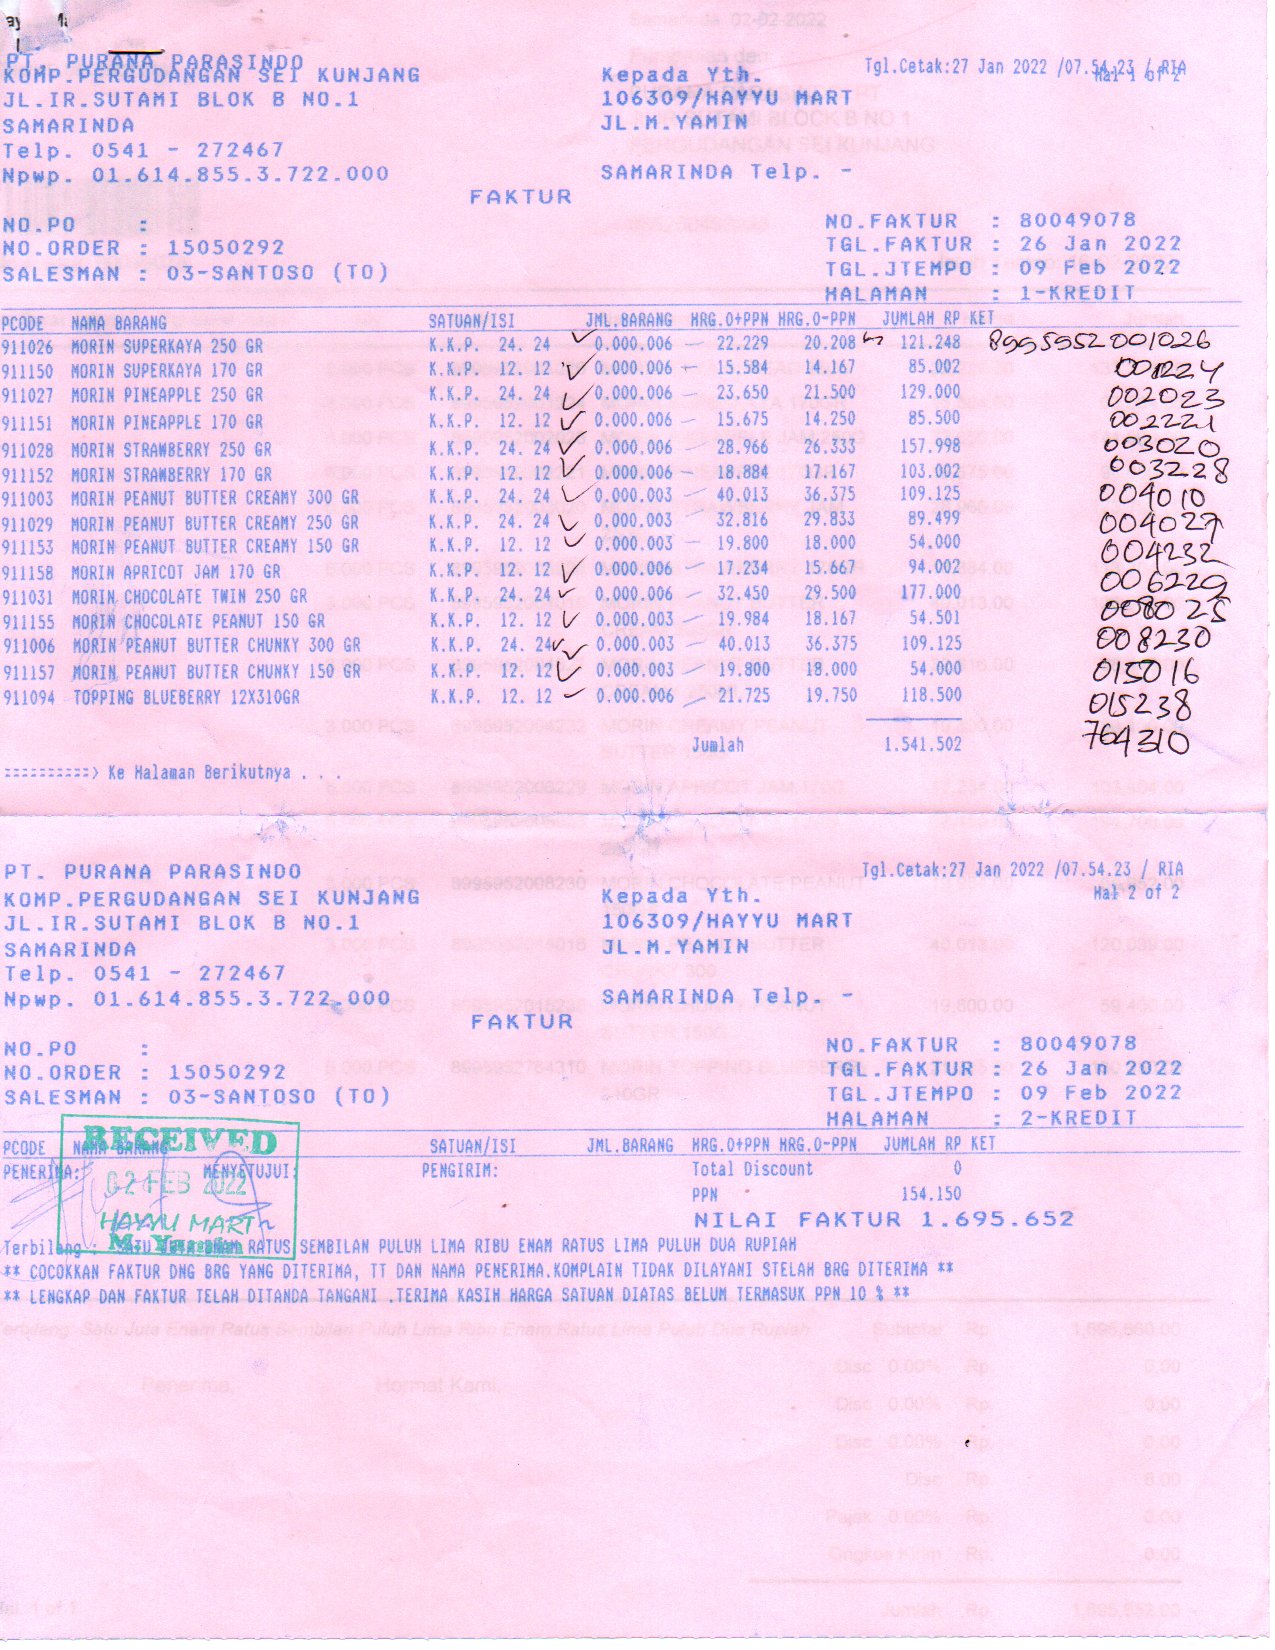 PT. PURANA PARASINDO
KOMP.PERGUDANGAN SEI KUNJANG
JL.IR.SUTAMI BLOK B NO.1
SAMARINDA
Telp. 0541 - 272467
Npwp. 01.614.855.3.722.000
Kepada Yth.
106309/HAYYU MART
JL.M.YAMIN
SAMARINDA Telp. -
Tgl.Cetak:27 Jan 2022 /07.54.23 / RIA
Hal 1 of 2
FAKTUR
NO.PO :
NO.ORDER : 15050292
SALESMAN : 03-SANTOSO (TO)
NO.FAKTUR : 80049078
TGL.FAKTUR : 26 Jan 2022
TGL.JTEMPO : 09 Feb 2022
HALAMAN : 1-KREDIT
PCODE NAMA BARANG SATUAN/ISI JML.BARANG HRG.O+PPN HRG.O-PPN JUMLAH RP KET
911026 MORIN SUPERKAYA 250 GR K.K.P. 24. 24 0.000.006 22.229 20.208 121.248 8995952001026
911150 MORIN SUPERKAYA 170 GR K.K.P. 12. 12 0.000.006 15.584 14.167 85.002 001224
911027 MORIN PINEAPPLE 250 GR K.K.P. 24. 24 0.000.006 23.650 21.500 129.000 002023
911151 MORIN PINEAPPLE 170 GR K.K.P. 12. 12 0.000.006 15.675 14.250 85.500 002221
911028 MORIN STRAWBERRY 250 GR K.K.P. 24. 24 0.000.006 28.966 26.333 157.998 003020
911152 MORIN STRAWBERRY 170 GR K.K.P. 12. 12 0.000.006 18.884 17.167 103.002 003228
911003 MORIN PEANUT BUTTER CREAMY 300 GR K.K.P. 24. 24 0.000.003 40.013 36.375 109.125 004010
911029 MORIN PEANUT BUTTER CREAMY 250 GR K.K.P. 24. 24 0.000.003 32.816 29.833 89.499 004027
911153 MORIN PEANUT BUTTER CREAMY 150 GR K.K.P. 12. 12 0.000.003 19.800 18.000 54.000 004232
911158 MORIN APRICOT JAM 170 GR K.K.P. 12. 12 0.000.006 17.234 15.667 94.002 006229
911031 MORIN CHOCOLATE TWIN 250 GR K.K.P. 24. 24 0.000.006 32.450 29.500 177.000 008025
911155 MORIN CHOCOLATE PEANUT 150 GR K.K.P. 12. 12 0.000.003 19.984 18.167 54.501 008230
911006 MORIN PEANUT BUTTER CHUNKY 300 GR K.K.P. 24. 24 0.000.003 40.013 36.375 109.125 015016
911157 MORIN PEANUT BUTTER CHUNKY 150 GR K.K.P. 12. 12 0.000.003 19.800 18.000 54.000 015238
911094 TOPPING BLUEBERRY 12X310GR K.K.P. 12. 12 0.000.006 21.725 19.750 118.500 764310
Jumlah 1.541.502
==========> Ke Halaman Berikutnya . . .
PT. PURANA PARASINDO
KOMP.PERGUDANGAN SEI KUNJANG
JL.IR.SUTAMI BLOK B NO.1
SAMARINDA
Telp. 0541 - 272467
Npwp. 01.614.855.3.722.000
Kepada Yth.
106309/HAYYU MART
JL.M.YAMIN
SAMARINDA Telp. -
Tgl.Cetak:27 Jan 2022 /07.54.23 / RIA
Hal 2 of 2
FAKTUR
NO.PO :
NO.ORDER : 15050292
SALESMAN : 03-SANTOSO (TO)
NO.FAKTUR : 80049078
TGL.FAKTUR : 26 Jan 2022
TGL.JTEMPO : 09 Feb 2022
HALAMAN : 2-KREDIT
PCODE NAMA BARANG SATUAN/ISI JML.BARANG HRG.O+PPN HRG.O-PPN JUMLAH RP KET
PENERIMA: MENYETUJUI: PENGIRIM: Total Discount 0
PPN 154.150
NILAI FAKTUR 1.695.652
RECEIVED
02 FEB 2022
HAYYU MART
M. Yamin
Terbilang : SATU JUTA ENAM RATUS SEMBILAN PULUH LIMA RIBU ENAM RATUS LIMA PULUH DUA RUPIAH
** COCOKKAN FAKTUR DNG BRG YANG DITERIMA, TT DAN NAMA PENERIMA.KOMPLAIN TIDAK DILAYANI STELAH BRG DITERIMA **
** LENGKAP DAN FAKTUR TELAH DITANDA TANGANI .TERIMA KASIH HARGA SATUAN DIATAS BELUM TERMASUK PPN 10 % **